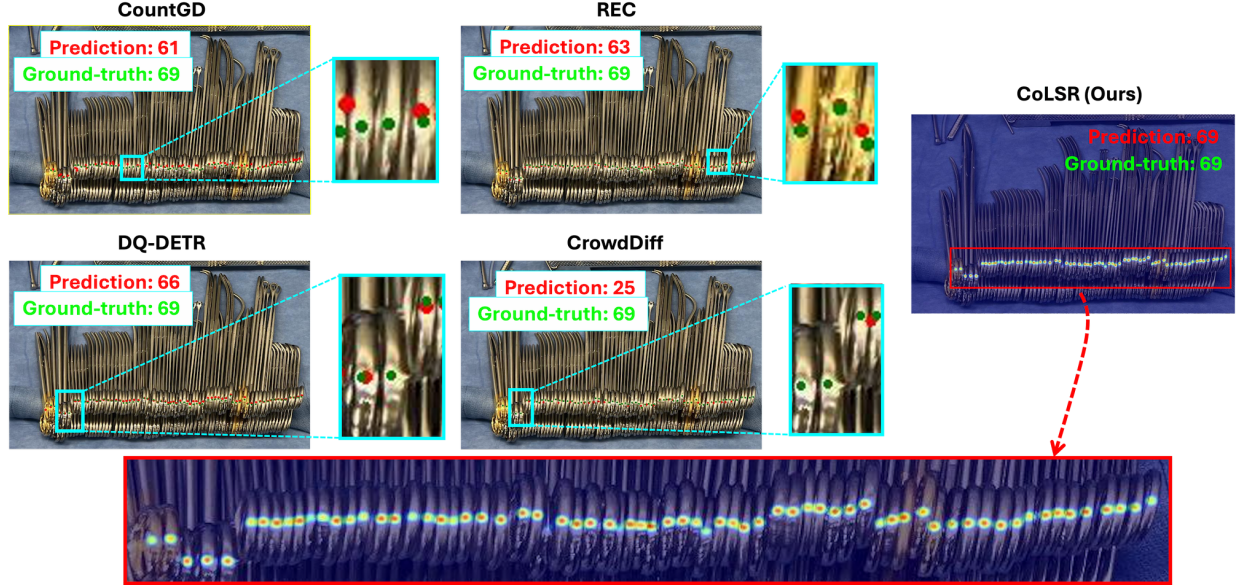 CountGD
Prediction: 61
Ground-truth: 69
REC
Prediction: 63
Ground-truth: 69
CoLSR (Ours)
Prediction: 69
Ground-truth: 69
DQ-DETR
Prediction: 66
Ground-truth: 69
CrowdDiff
Prediction: 25
Ground-truth: 69